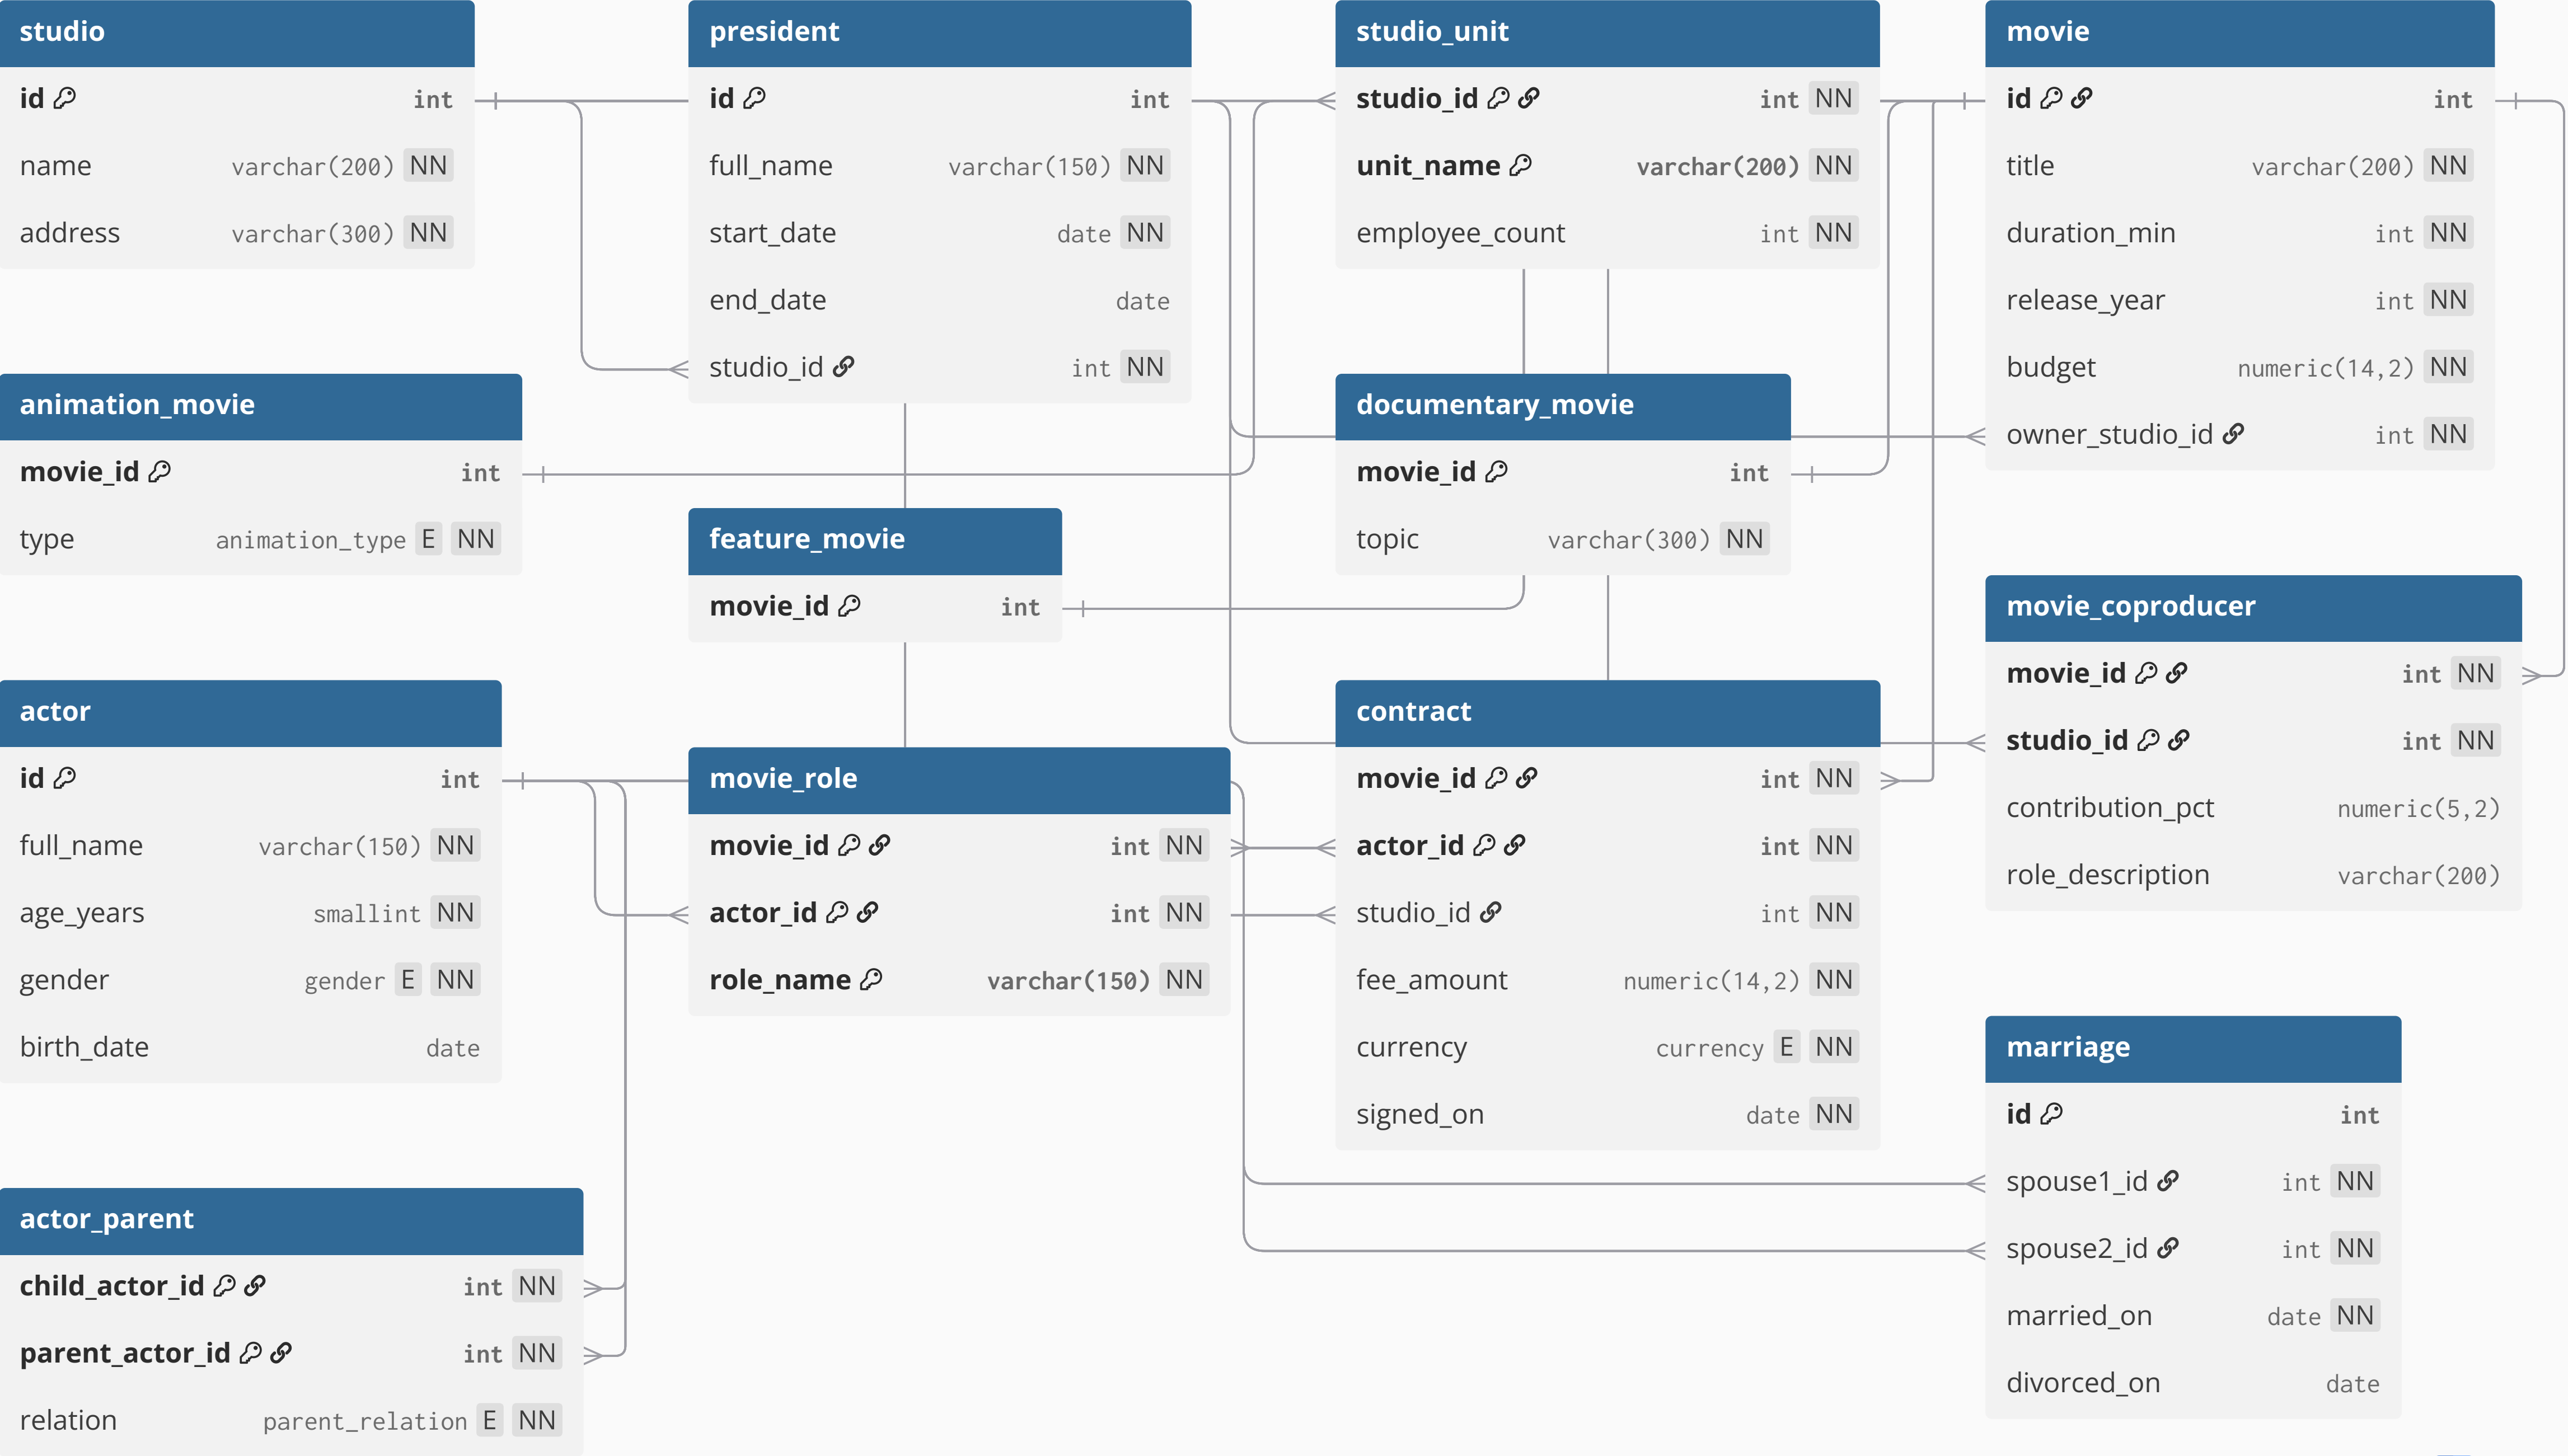 studio
id int
name varchar(200) NN
address varchar(300) NN
president
id int
full_name varchar(150) NN
start_date date NN
end_date date
studio_id int NN
studio_unit
studio_id int NN
unit_name varchar(200) NN
employee_count int NN
movie
id int
title varchar(200) NN
duration_min int NN
release_year int NN
budget numeric(14,2) NN
owner_studio_id int NN
animation_movie
movie_id int
type animation_type E NN
feature_movie
movie_id int
documentary_movie
movie_id int
topic varchar(300) NN
movie_coproducer
movie_id int NN
studio_id int NN
contribution_pct numeric(5,2)
role_description varchar(200)
actor
id int
full_name varchar(150) NN
age_years smallint NN
gender gender E NN
birth_date date
movie_role
movie_id int NN
actor_id int NN
role_name varchar(150) NN
contract
movie_id int NN
actor_id int NN
studio_id int NN
fee_amount numeric(14,2) NN
currency currency E NN
signed_on date NN
marriage
id int
spouse1_id int NN
spouse2_id int NN
married_on date NN
divorced_on date
actor_parent
child_actor_id int NN
parent_actor_id int NN
relation parent_relation E NN